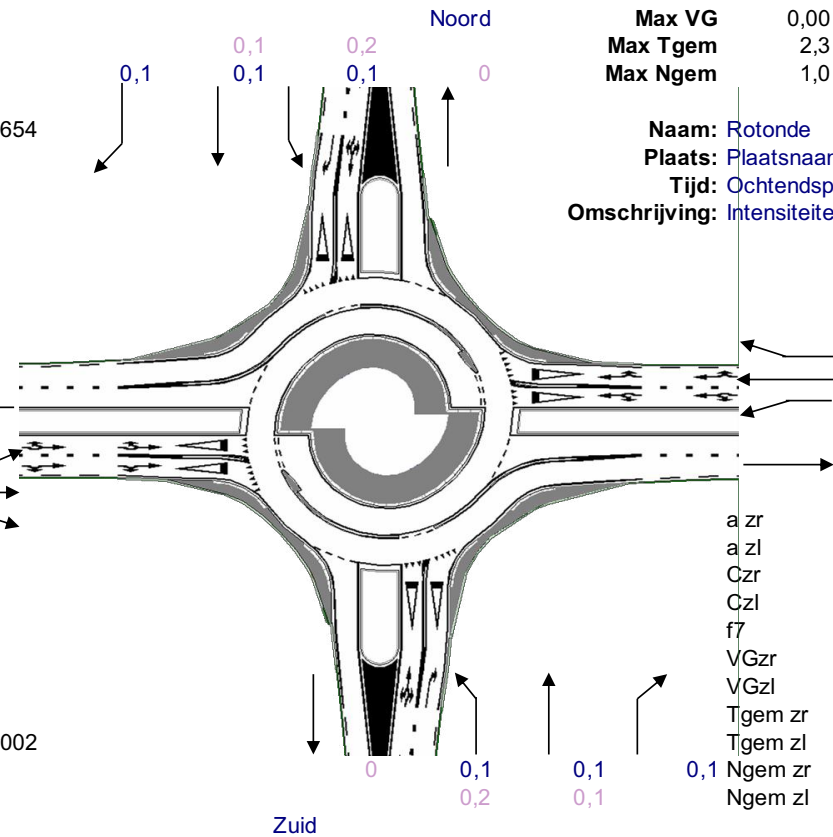 Noord Max VG 0,00
0,1 0,2 Max Tgem 2,3
0,1 0,1 0,1 0 Max Ngem 1,0
654 Naam: Rotonde
Plaats: Plaatsnaar
Tijd: Ochtendsp
Omschrijving: Intensiteite
a zr
a zl
Czr
Czl
f7
VGzr
VGzl
Tgem zr
002 Tgem zl
0 0,1 0,1 0,1 Ngem zr
0,2 0,1 Ngem zl
Zuid